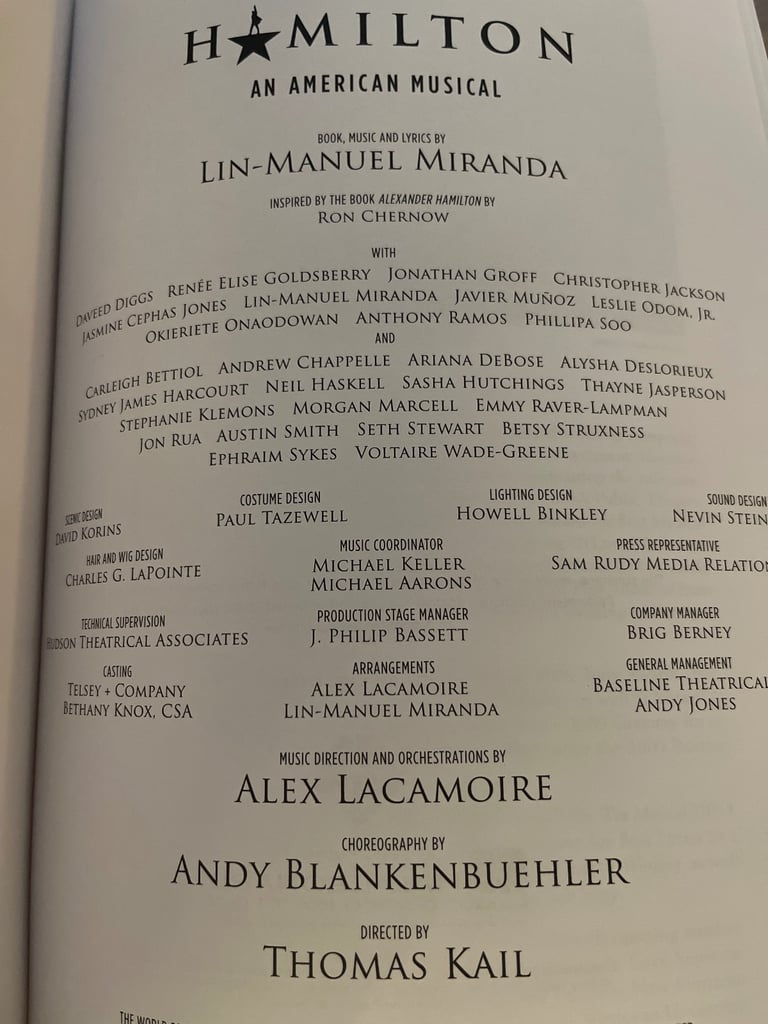 HAMILTON
AN AMERICAN MUSICAL
BOOK, MUSIC AND LYRICS BY
LIN-MANUEL MIRANDA
INSPIRED BY THE BOOK ALEXANDER HAMILTON BY
RON CHERNOW
WITH
DAVEED DIGGS RENÉE ELISE GOLDSBERRY JONATHAN GROFF CHRISTOPHER JACKSON
JASMINE CEPHAS JONES LIN-MANUEL MIRANDA JAVIER MUÑOZ LESLIE ODOM, JR.
OKIERIETE ONAODOWAN ANTHONY RAMOS PHILLIPA SOO
AND
CARLEIGH BETTIOL ANDREW CHAPPELLE ARIANA DEBOSE ALYSHA DESLORIEUX
SYDNEY JAMES HARCOURT NEIL HASKELL SASHA HUTCHINGS THAYNE JASPERSON
STEPHANIE KLEMONS MORGAN MARCELL EMMY RAVER-LAMPMAN
JON RUA AUSTIN SMITH SETH STEWART BETSY STRUXNESS
EPHRAIM SYKES VOLTAIRE WADE-GREENE
SCENIC DESIGN
DAVID KORINS
COSTUME DESIGN
PAUL TAZEWELL
LIGHTING DESIGN
HOWELL BINKLEY
SOUND DESIGN
NEVIN STEIN
HAIR AND WIG DESIGN
CHARLES G. LAPOINTE
MUSIC COORDINATOR
MICHAEL KELLER
MICHAEL AARONS
PRESS REPRESENTATIVE
SAM RUDY MEDIA RELATIO
TECHNICAL SUPERVISION
HUDSON THEATRICAL ASSOCIATES
PRODUCTION STAGE MANAGER
J. PHILIP BASSETT
COMPANY MANAGER
BRIG BERNEY
CASTING
TELSEY + COMPANY
BETHANY KNOX, CSA
ARRANGEMENTS
ALEX LACAMOIRE
LIN-MANUEL MIRANDA
GENERAL MANAGEMENT
BASELINE THEATRICAL
ANDY JONES
MUSIC DIRECTION AND ORCHESTRATIONS BY
ALEX LACAMOIRE
CHOREOGRAPHY BY
ANDY BLANKENBUEHLER
DIRECTED BY
THOMAS KAIL
THE WORLD